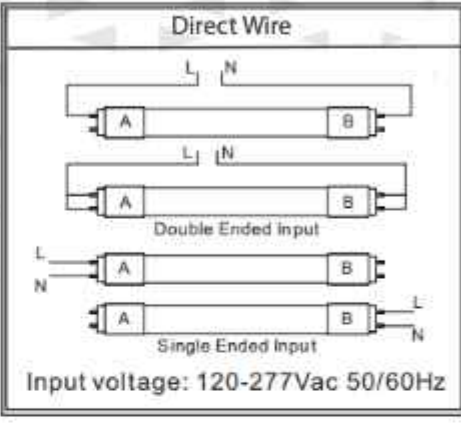 Direct Wire
L N
A B
L N
A B
Double Ended Input
L
N
A B
A B
L
N
Single Ended Input
Input voltage: 120-277Vac 50/60Hz